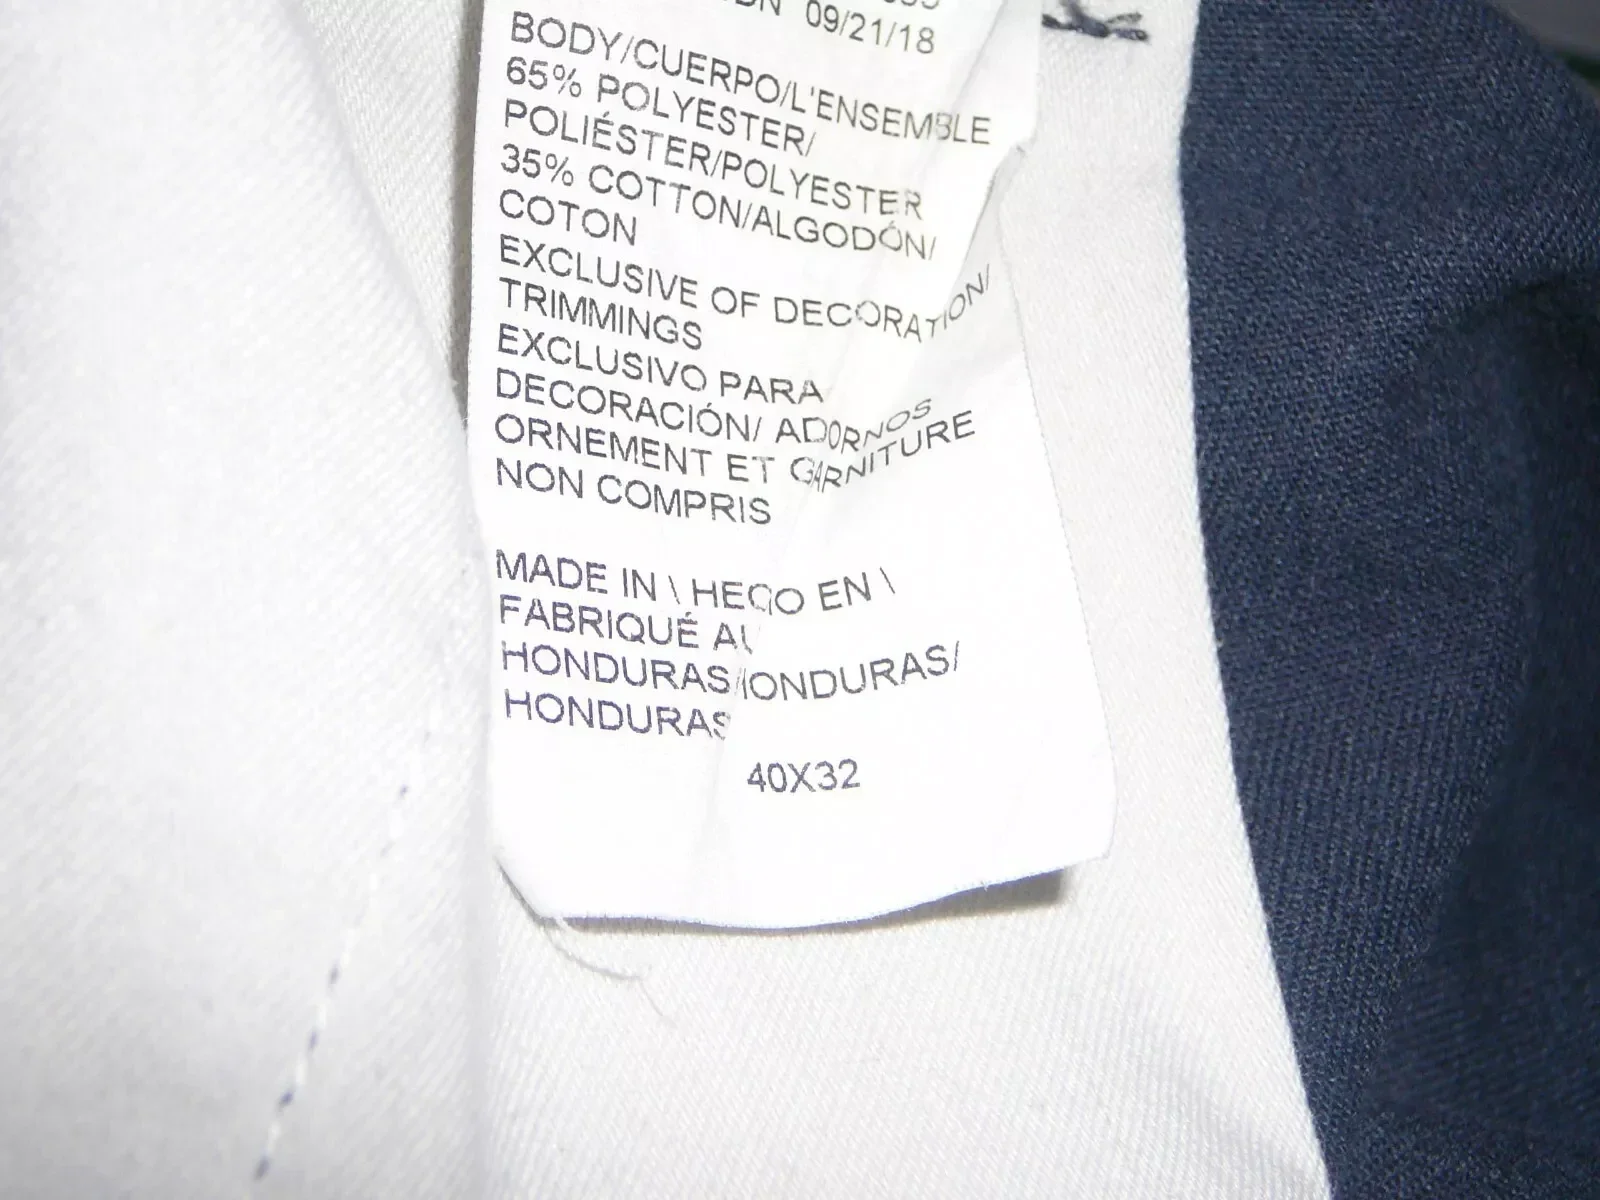 09/21/18
BODY/CUERPO/L'ENSEMBLE
65% POLYESTER/
POLIÉSTER/POLYESTER
35% COTTON/ALGODÓN/
COTON
EXCLUSIVE OF DECORATION/
TRIMMINGS
EXCLUSIVO PARA
DECORACIÓN/ ADORNOS
ORNEMENT ET GARNITURE
NON COMPRIS
MADE IN \ HECO EN \
FABRIQUÉ AU
HONDURAS/HONDURAS/
HONDURAS
40X32